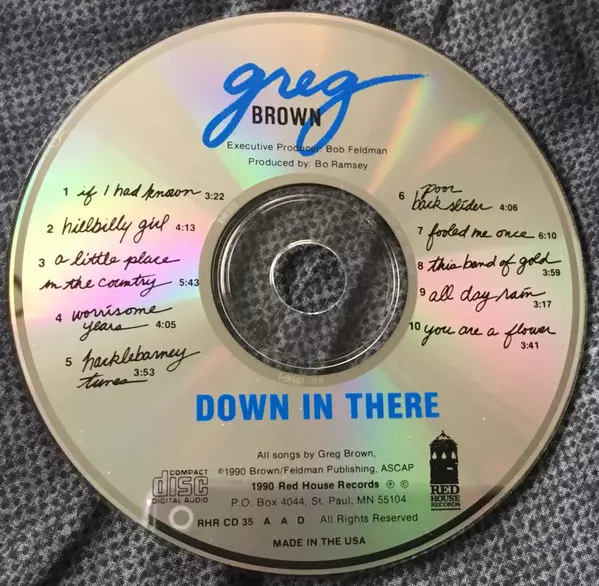 greg
BROWN
Executive Producer: Bob Feldman
Produced by: Bo Ramsey
1 if I had known 3:22
2 hillbilly girl 4:13
3 a little place
in the country 5:43
4 worrisome
years 4:05
5 hacklebarney
tunes 3:53
6 poor
back slider 4:06
7 fooled me once 6:10
8 this band of gold
3:59
9 all day rain
3:17
10 you are a flower
3:41
DOWN IN THERE
All songs by Greg Brown,
©1990 Brown/Feldman Publishing, ASCAP
1990 Red House Records ℗ ©
P.O. Box 4044, St. Paul, MN 55104
RHR CD 35 A A D All Rights Reserved
MADE IN THE USA
COMPACT
disc
DIGITAL AUDIO
RED
HOUSE
RECORDS